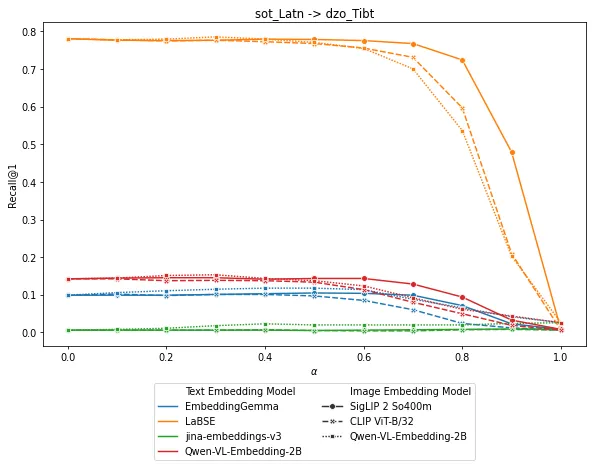 sot_Latn -> dzo_Tibt
Recall@1
0.8
0.7
0.6
0.5
0.4
0.3
0.2
0.1
0.0
0.0 0.2 0.4 0.6 0.8 1.0
α
Text Embedding Model Image Embedding Model
EmbeddingGemma SigLIP 2 So400m
LaBSE CLIP ViT-B/32
jina-embeddings-v3 Qwen-VL-Embedding-2B
Qwen-VL-Embedding-2B